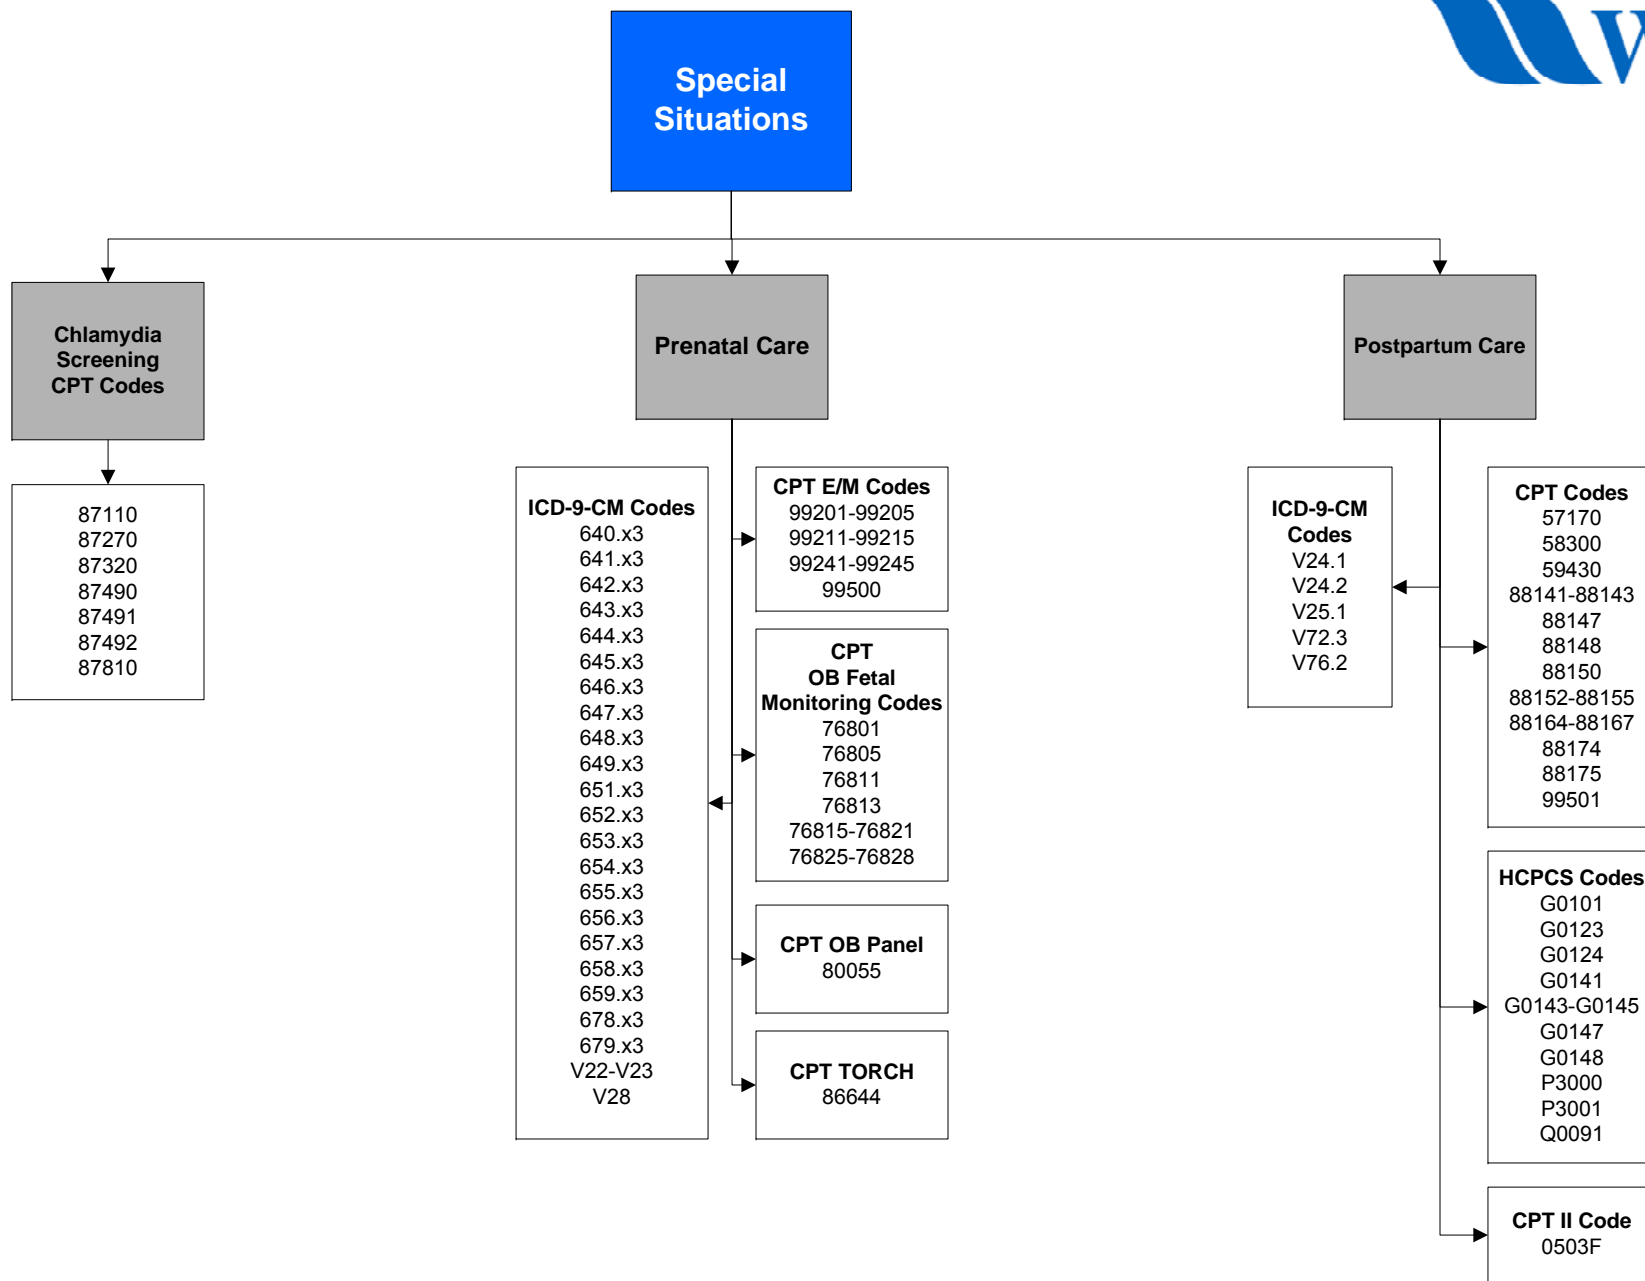 Special
Situations
Chlamydia
Screening
CPT Codes
87110
87270
87320
87490
87491
87492
87810
Prenatal Care
ICD-9-CM Codes
640.x3
641.x3
642.x3
643.x3
644.x3
645.x3
646.x3
647.x3
648.x3
649.x3
651.x3
652.x3
653.x3
654.x3
655.x3
656.x3
657.x3
658.x3
659.x3
678.x3
679.x3
V22-V23
V28
CPT E/M Codes
99201-99205
99211-99215
99241-99245
99500
CPT
OB Fetal
Monitoring Codes
76801
76805
76811
76813
76815-76821
76825-76828
CPT OB Panel
80055
CPT TORCH
86644
Postpartum Care
ICD-9-CM
Codes
V24.1
V24.2
V25.1
V72.3
V76.2
CPT Codes
57170
58300
59430
88141-88143
88147
88148
88150
88152-88155
88164-88167
88174
88175
99501
HCPCS Codes
G0101
G0123
G0124
G0141
G0143-G0145
G0147
G0148
P3000
P3001
Q0091
CPT II Code
0503F